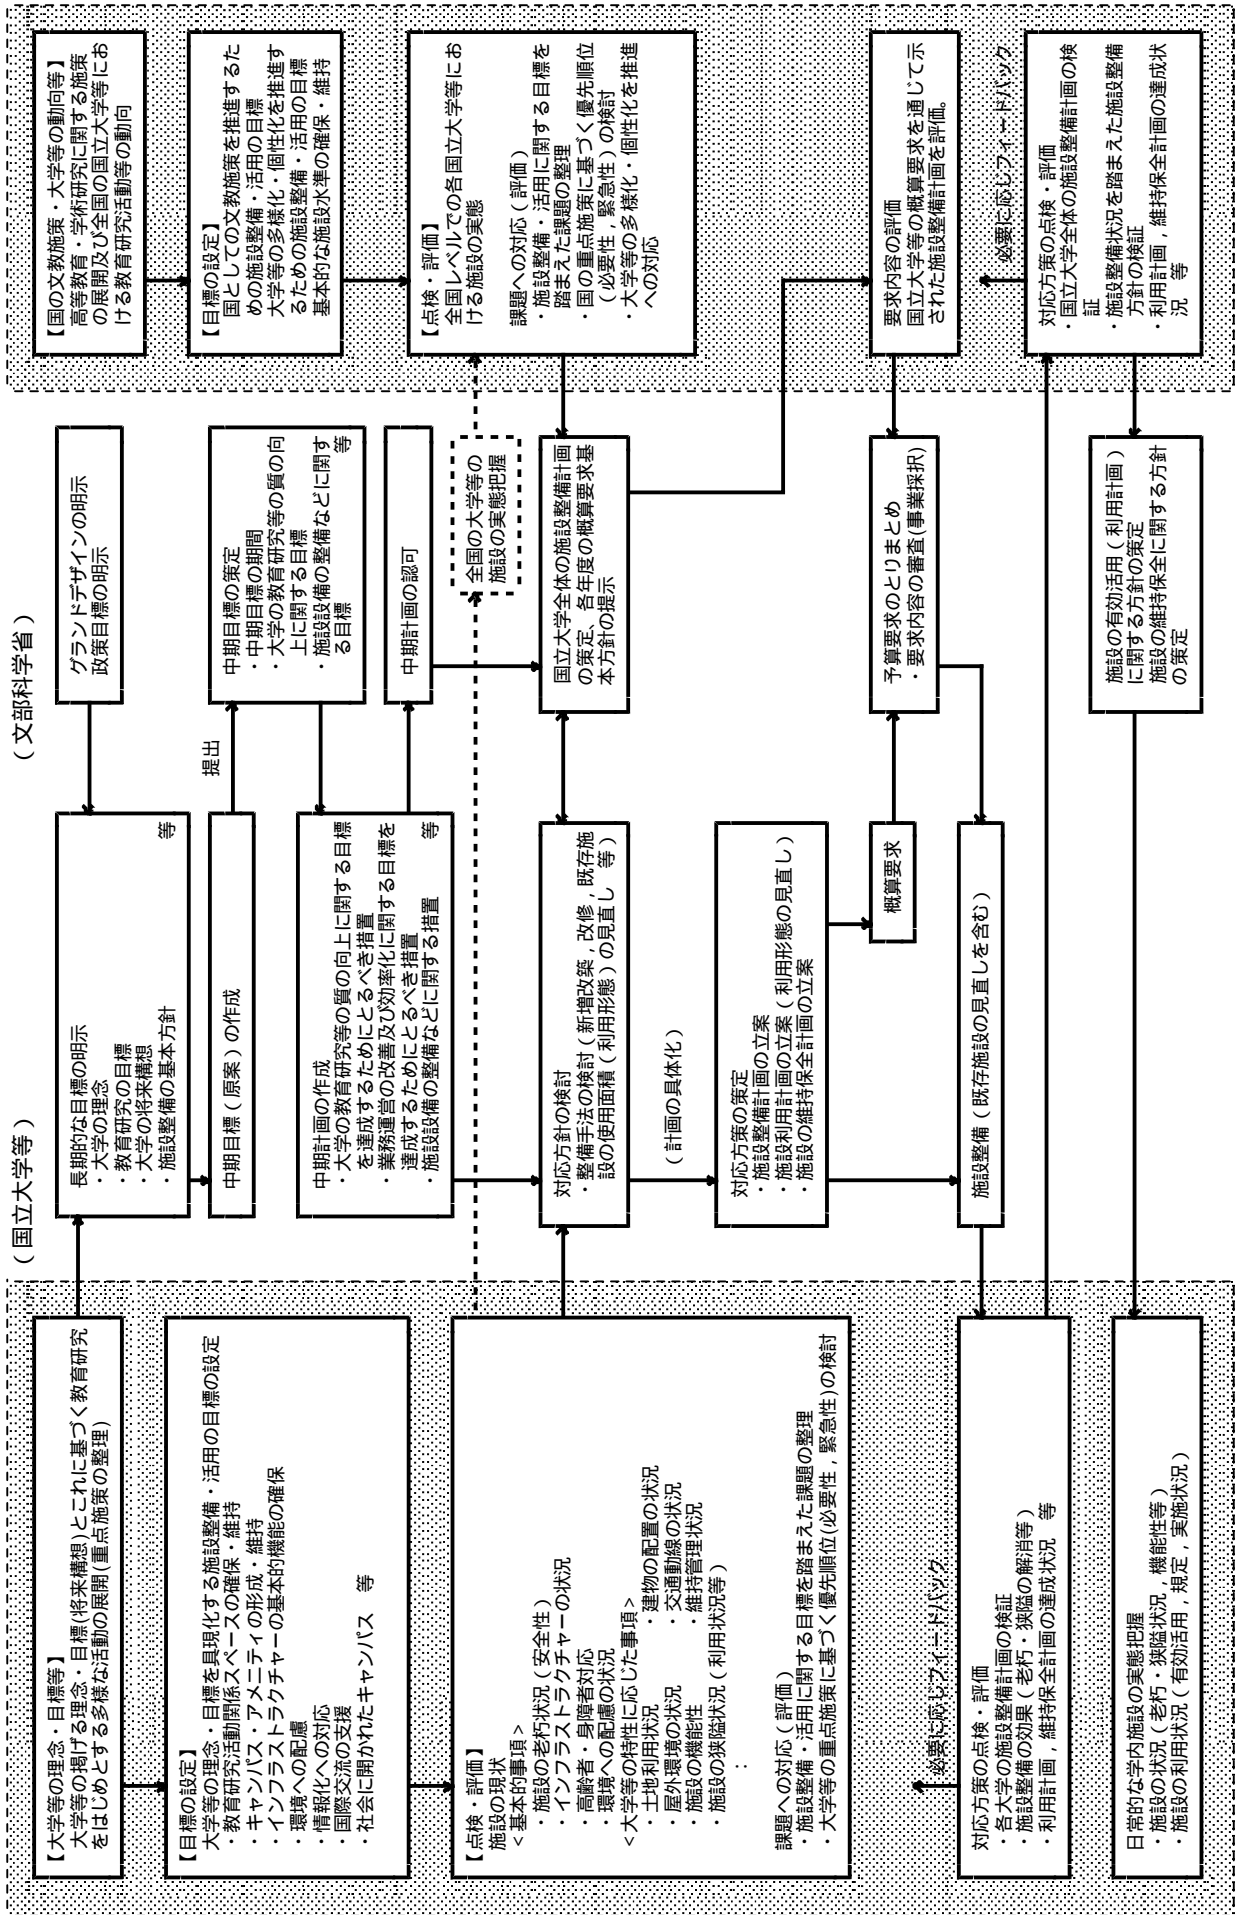 (国立大学等)
(文部科学省)
【大学等の理念・目標等】
大学等の掲げる理念・目標(将来構想)とこれに基づく教育研究
をはじめとする多様な活動の展開(重点施策の整理)
【目標の設定】
大学等の理念・目標を具現化する施設整備・活用の目標の設定
・教育研究活動関係スペースの確保・維持
・キャンパス・アメニティの形成・維持
・インフラストラクチャーの基本的機能の確保
・環境への配慮
・情報化への対応
・国際交流の支援
・社会に開かれたキャンパス 等
【点検・評価】
施設の現状
<基本的事項>
・施設の老朽状況(安全性)
・インフラストラクチャーの状況
・高齢者・身障者対応
・環境への配慮の状況
<大学等の特性に応じた事項>
・土地利用状況 ・建物の配置の状況
・屋外環境の状況 ・交通動線の状況
・施設の機能性 ・維持管理状況
・施設の狭隘状況(利用状況等)
:
課題への対応(評価)
・施設整備・活用に関する目標を踏まえた課題の整理
・大学等の重点施策に基づく優先順位(必要性,緊急性)の検討
必要に応じフィードバック
対応方策の点検・評価
・各大学の施設整備計画の検証
・施設整備の効果(老朽・狭隘の解消等)
・利用計画,維持保全計画の達成状況 等
日常的な学内施設の実態把握
・施設の状況(老朽・狭隘状況,機能性等)
・施設の利用状況(有効活用,規定,実施状況)
長期的な目標の明示
・大学の理念
・教育研究の目標
・大学の将来構想
・施設整備の基本方針 等
中期目標(原案)の作成
提出
中期計画の作成
・大学の教育研究等の質の向上に関する目標
を達成するためにとるべき措置
・業務運営の改善及び効率化に関する目標を
達成するためにとるべき措置
・施設設備の整備などに関する措置 等
対応方針の検討
・整備手法の検討(新増改築,改修,既存施
設の使用面積(利用形態)の見直し 等)
(計画の具体化)
対応方策の策定
・施設整備計画の立案
・施設利用計画の立案(利用形態の見直し)
・施設の維持保全計画の立案
概算要求
施設整備(既存施設の見直しを含む)
グランドデザインの明示
政策目標の明示
中期目標の策定
・中期目標の期間
・大学の教育研究等の質の向
上に関する目標
・施設設備の整備などに関す
る目標 等
中期計画の認可
全国の大学等の
施設の実態把握
国立大学全体の施設整備計画
の策定、各年度の概算要求基
本方針の提示
予算要求のとりまとめ
・要求内容の審査(事業採択)
施設の有効活用(利用計画)
に関する方針の策定
施設の維持保全に関する方針
の策定
【国の文教施策・大学等の動向等】
高等教育・学術研究に関する施策
の展開及び全国の国立大学等にお
ける教育研究活動等の動向
【目標の設定】
国としての文教施策を推進するた
めの施設整備・活用の目標
大学等の多様化・個性化を推進す
るための施設整備・活用の目標
基本的な施設水準の確保・維持
【点検・評価】
全国レベルでの各国立大学等にお
ける施設の実態
課題への対応(評価)
・施設整備・活用に関する目標を
踏まえた課題の整理
・国の重点施策に基づく優先順位
(必要性,緊急性)の検討
・大学等の多様化・個性化を推進
への対応
要求内容の評価
国立大学等の概算要求を通じて示
された施設整備計画を評価。
必要に応じフィードバック
対応方策の点検・評価
・国立大学全体の施設整備計画の検
証
・施設整備状況を踏まえた施設整備
方針の検証
・利用計画,維持保全計画の達成状
況 等